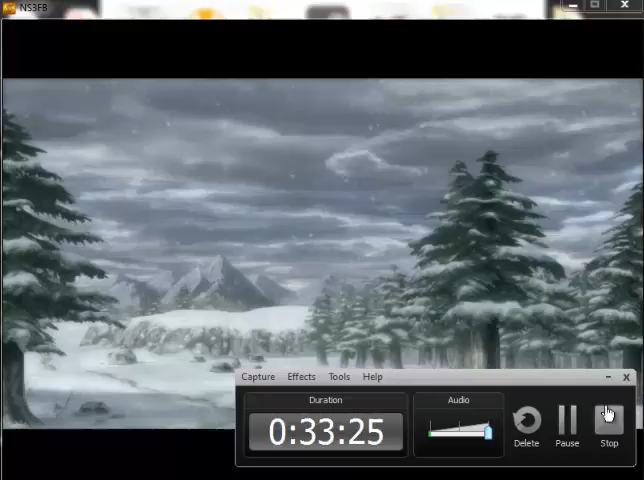 NS3FB
Capture Effects Tools Help
Duration
Audio
0:33:25
Delete Pause Stop